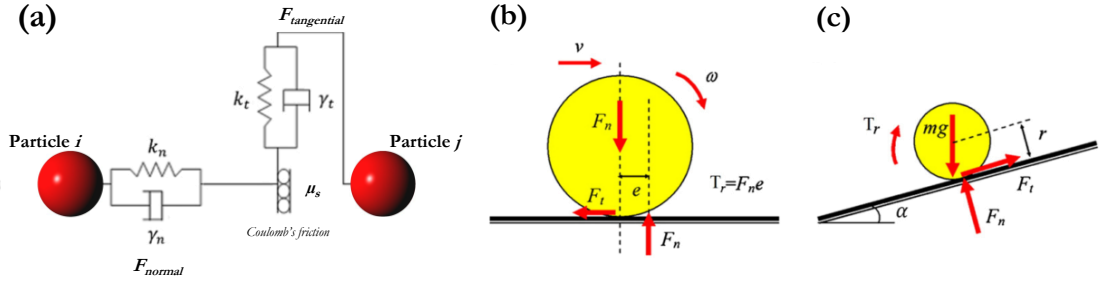 (a)
F_tangential
k_t
γ_t
Particle i
Particle j
k_n
γ_n
μ_s
Coulomb's friction
F_normal
(b)
v
ω
F_n
e
T_r=F_n e
F_t
F_n
(c)
T_r
mg
r
F_t
α
F_n